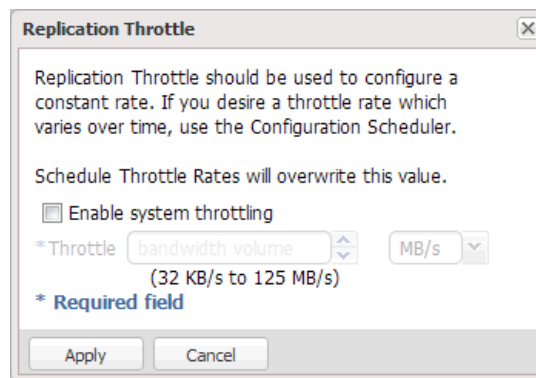 Replication Throttle
Replication Throttle should be used to configure a
constant rate. If you desire a throttle rate which
varies over time, use the Configuration Scheduler.
Schedule Throttle Rates will overwrite this value.
Enable system throttling
*Throttle bandwidth volume MB/s
(32 KB/s to 125 MB/s)
* Required field
Apply Cancel